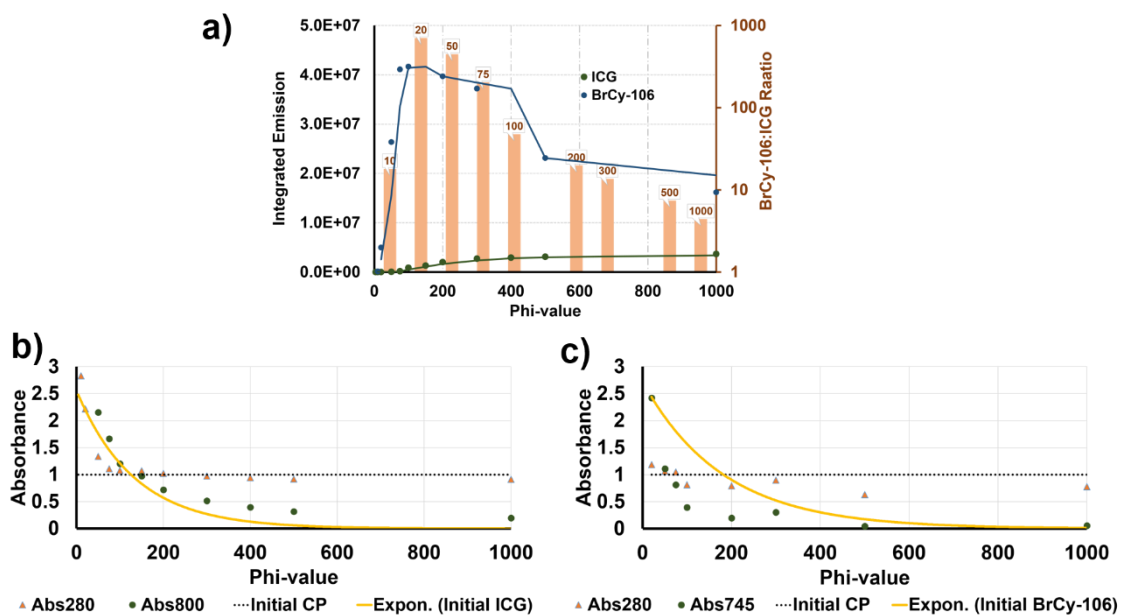 a)
5.0E+07
4.0E+07
3.0E+07
2.0E+07
1.0E+07
0.0E+00
Integrated Emission
10
20
50
75
100
200
300
500
1000
ICG
BrCy-106
1000
100
10
1
BrCy-106:ICG Raatio
0 200 400 600 800 1000
Phi-value
b)
3
2.5
2
1.5
1
0.5
0
Absorbance
0 200 400 600 800 1000
Phi-value
Abs280 Abs800 Initial CP Expon. (Initial ICG)
c)
3
2.5
2
1.5
1
0.5
0
Absorbance
0 200 400 600 800 1000
Phi-value
Abs280 Abs745 Initial CP Expon. (Initial BrCy-106)